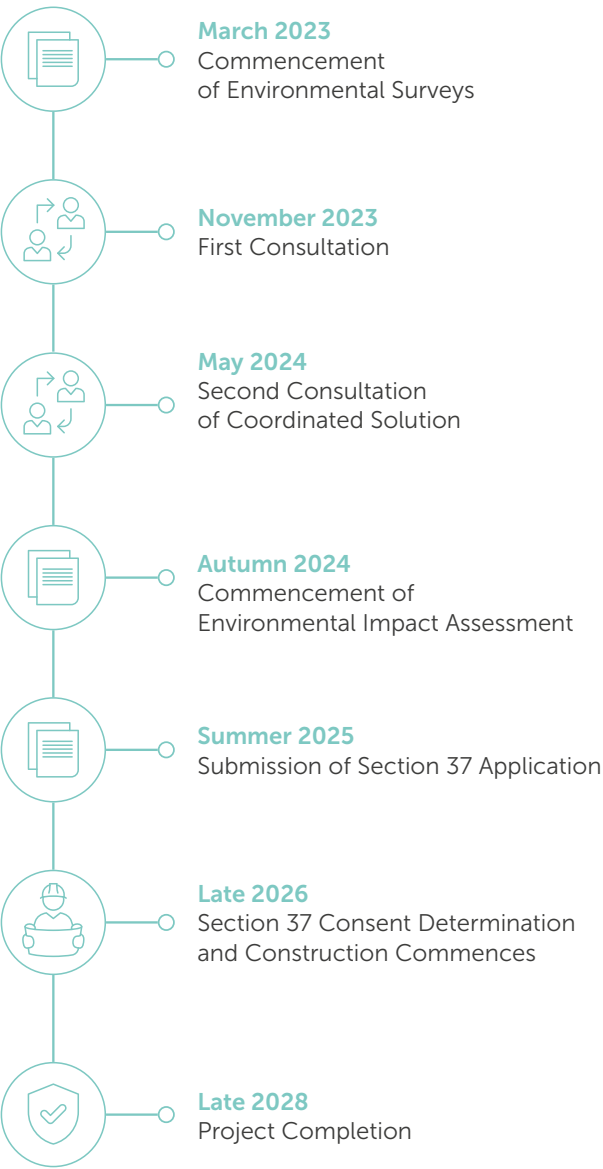 March 2023
Commencement
of Environmental Surveys
November 2023
First Consultation
May 2024
Second Consultation
of Coordinated Solution
Autumn 2024
Commencement of
Environmental Impact Assessment
Summer 2025
Submission of Section 37 Application
Late 2026
Section 37 Consent Determination
and Construction Commences
Late 2028
Project Completion